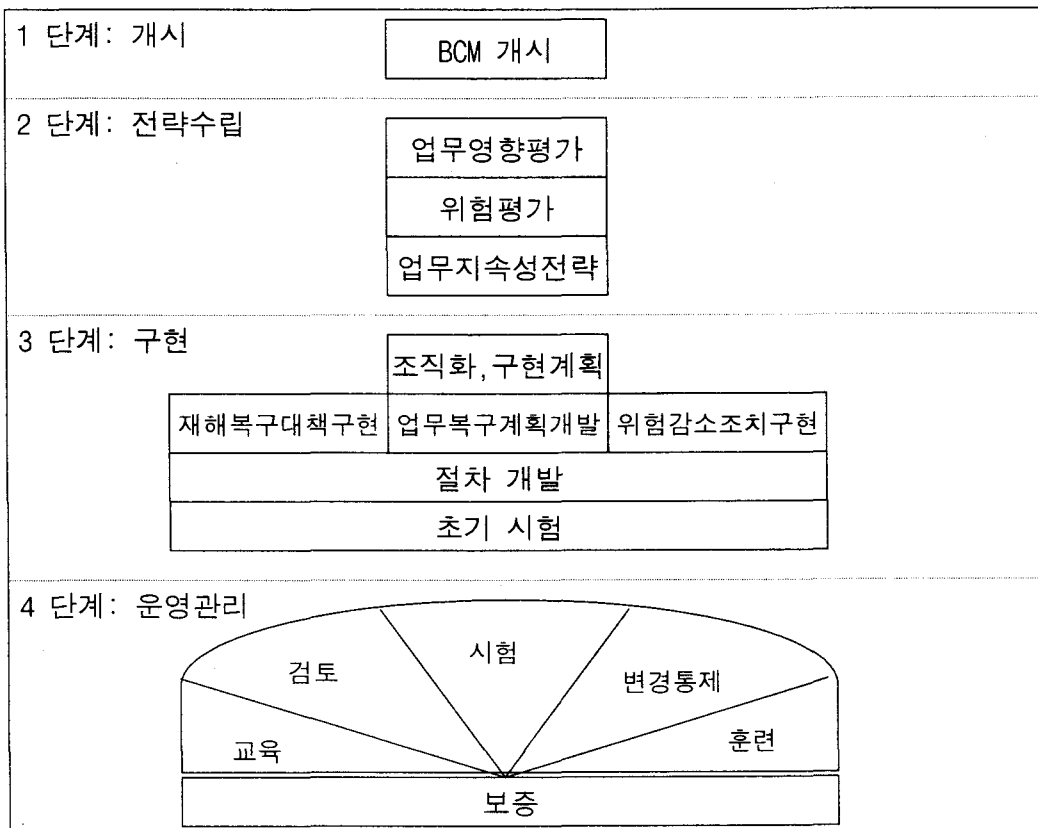 1 단계: 개시
BCM 개시
2 단계: 전략수립
업무영향평가
위험평가
업무지속성전략
3 단계: 구현
조직화,구현계획
재해복구대책구현 업무복구계획개발 위험감소조치구현
절차 개발
초기 시험
4 단계: 운영관리
시험
검토
변경통제
교육
훈련
보증